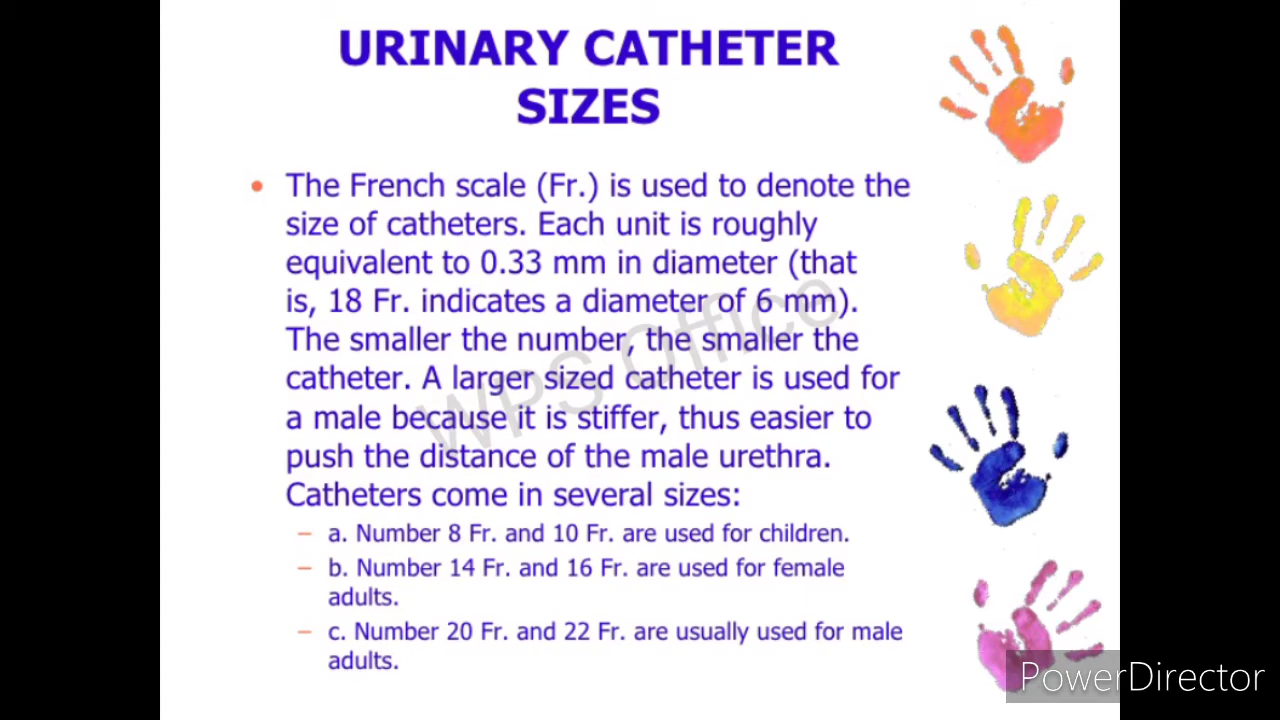 URINARY CATHETER
SIZES
• The French scale (Fr.) is used to denote the
size of catheters. Each unit is roughly
equivalent to 0.33 mm in diameter (that
is, 18 Fr. indicates a diameter of 6 mm).
The smaller the number, the smaller the
catheter. A larger sized catheter is used for
a male because it is stiffer, thus easier to
push the distance of the male urethra.
Catheters come in several sizes:
– a. Number 8 Fr. and 10 Fr. are used for children.
– b. Number 14 Fr. and 16 Fr. are used for female
adults.
– c. Number 20 Fr. and 22 Fr. are usually used for male
adults.
WPS Office
PowerDirector